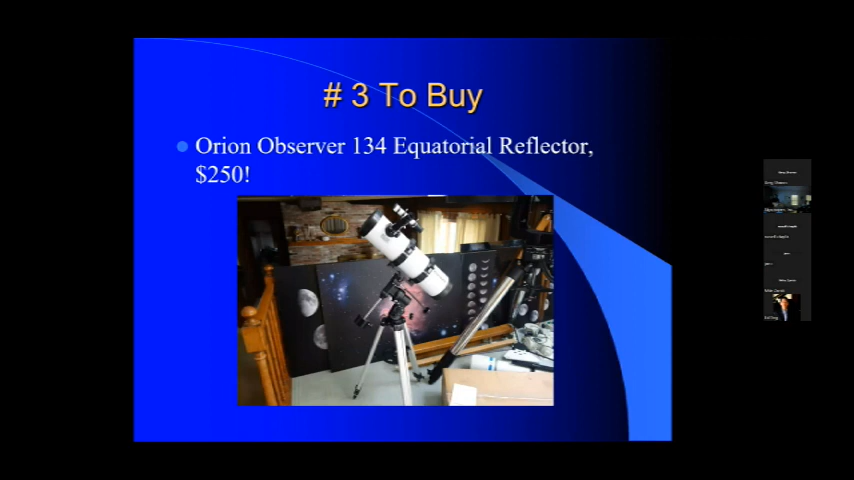 # 3 To Buy
Orion Observer 134 Equatorial Reflector,
$250!